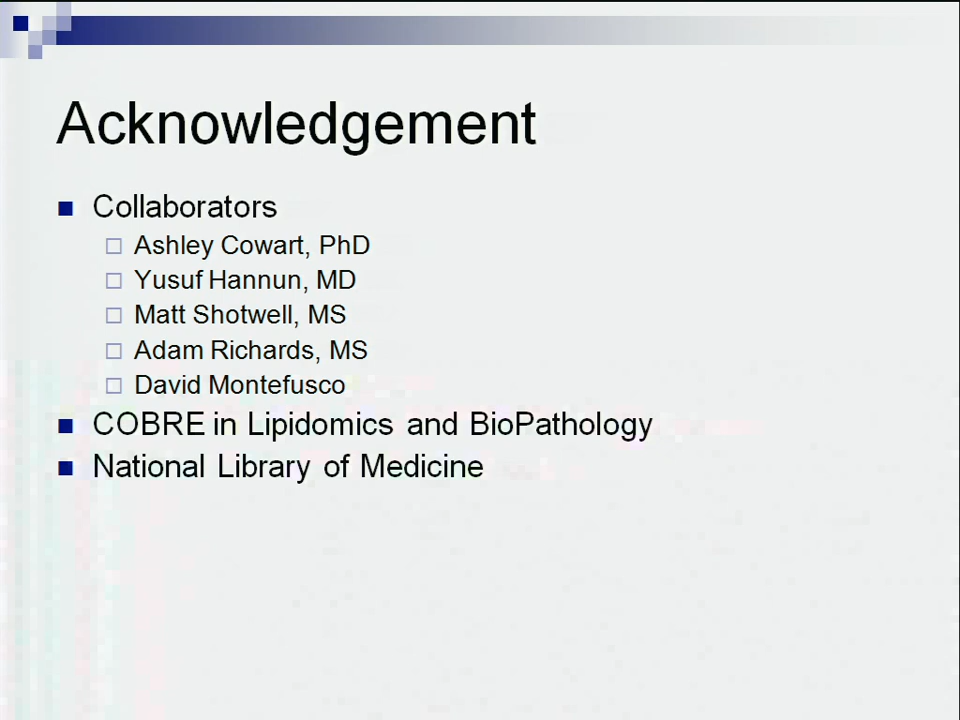 Acknowledgement
Collaborators
Ashley Cowart, PhD
Yusuf Hannun, MD
Matt Shotwell, MS
Adam Richards, MS
David Montefusco
COBRE in Lipidomics and BioPathology
National Library of Medicine